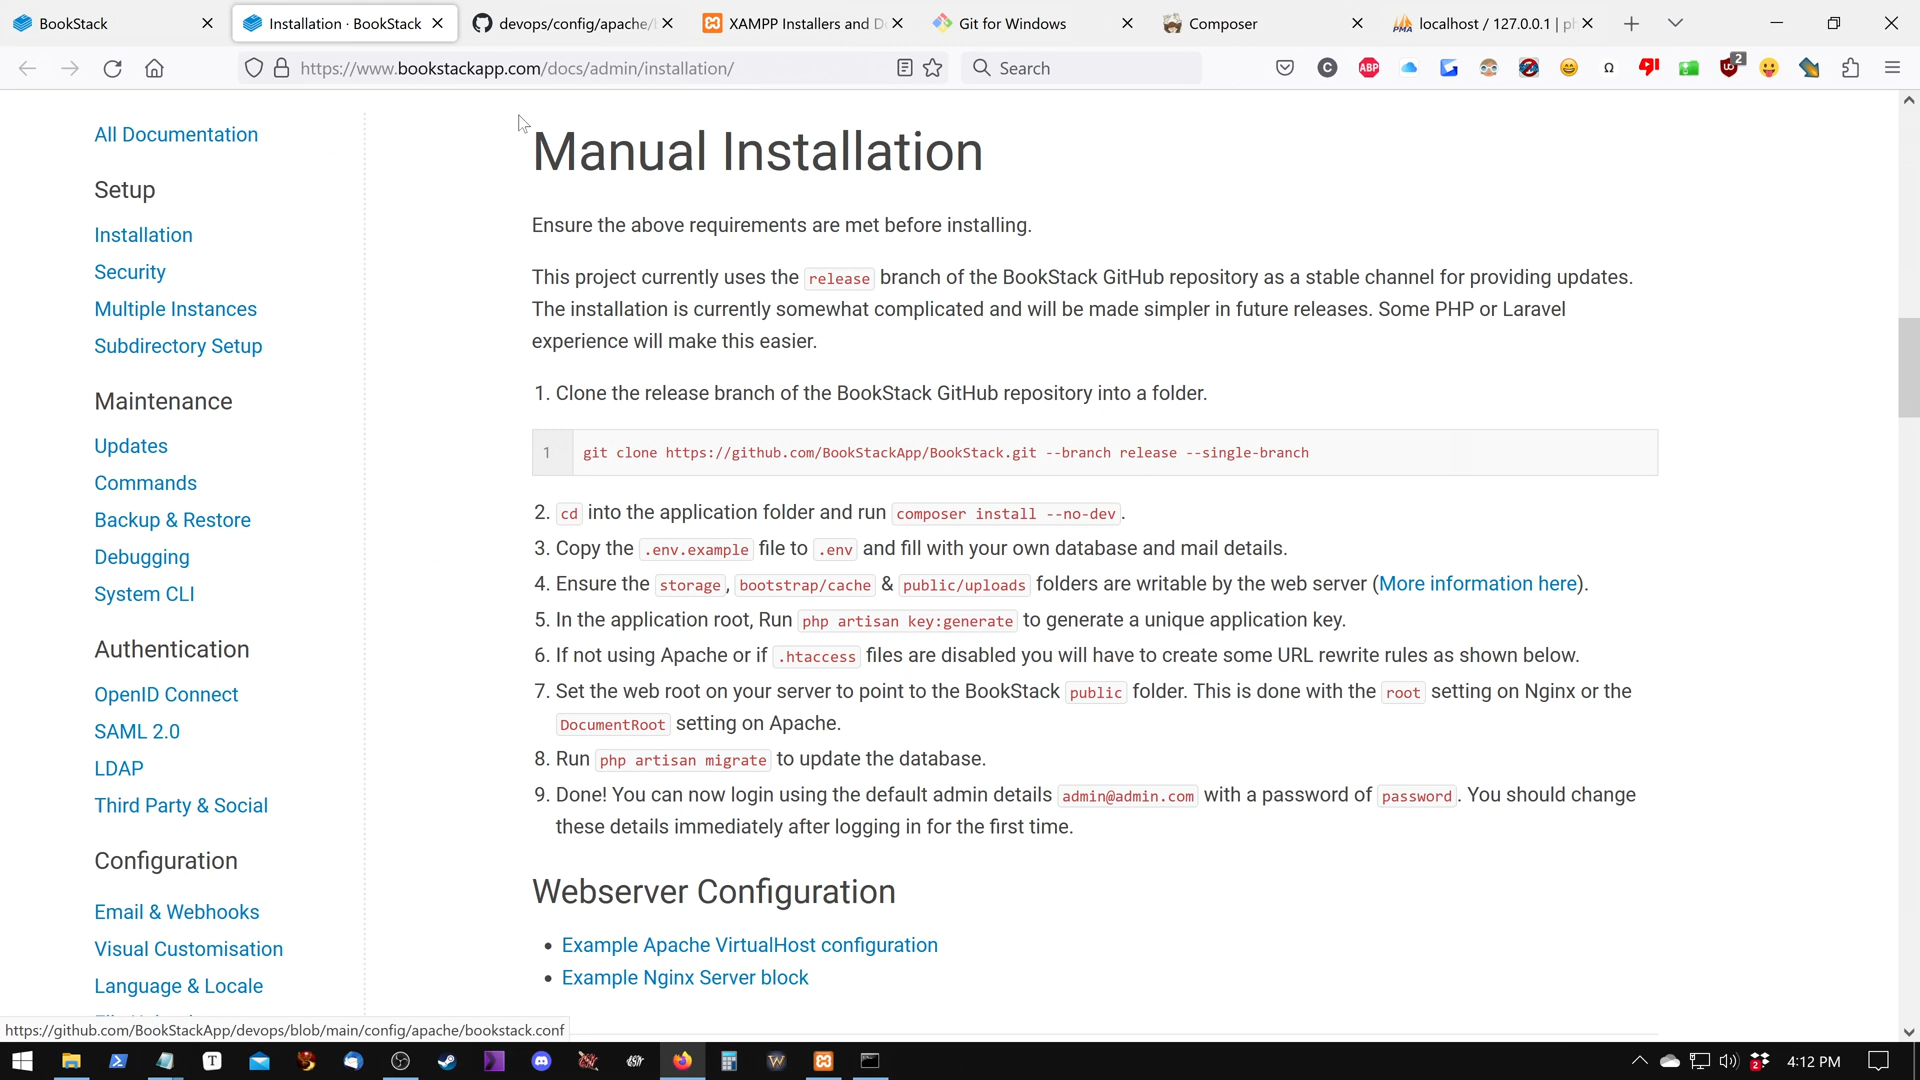 BookStack
Installation · BookStack
devops/config/apache/
XAMPP Installers and D
Git for Windows
Composer
localhost / 127.0.0.1 | ph
https://www.bookstackapp.com/docs/admin/installation/
Search
C
ABP
Ω
2
All Documentation
Setup
Installation
Security
Multiple Instances
Subdirectory Setup
Maintenance
Updates
Commands
Backup & Restore
Debugging
System CLI
Authentication
OpenID Connect
SAML 2.0
LDAP
Third Party & Social
Configuration
Email & Webhooks
Visual Customisation
Language & Locale
Manual Installation
Ensure the above requirements are met before installing.
This project currently uses the release branch of the BookStack GitHub repository as a stable channel for providing updates.
The installation is currently somewhat complicated and will be made simpler in future releases. Some PHP or Laravel
experience will make this easier.
1. Clone the release branch of the BookStack GitHub repository into a folder.
1 git clone https://github.com/BookStackApp/BookStack.git --branch release --single-branch
2. cd into the application folder and run composer install --no-dev.
3. Copy the .env.example file to .env and fill with your own database and mail details.
4. Ensure the storage, bootstrap/cache & public/uploads folders are writable by the web server (More information here).
5. In the application root, Run php artisan key:generate to generate a unique application key.
6. If not using Apache or if .htaccess files are disabled you will have to create some URL rewrite rules as shown below.
7. Set the web root on your server to point to the BookStack public folder. This is done with the root setting on Nginx or the
DocumentRoot setting on Apache.
8. Run php artisan migrate to update the database.
9. Done! You can now login using the default admin details admin@admin.com with a password of password. You should change
these details immediately after logging in for the first time.
Webserver Configuration
• Example Apache VirtualHost configuration
• Example Nginx Server block
https://github.com/BookStackApp/devops/blob/main/config/apache/bookstack.conf
4:12 PM